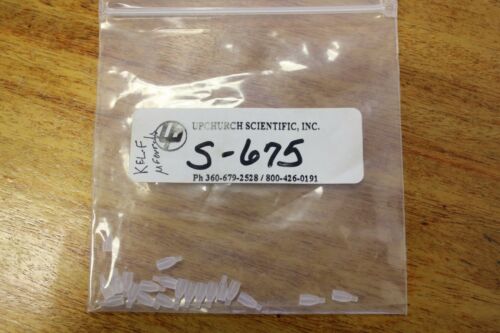 KEL-F
UPCHURCH SCIENTIFIC, INC.
S-675
Ph 360-679-2528 / 800-426-0191